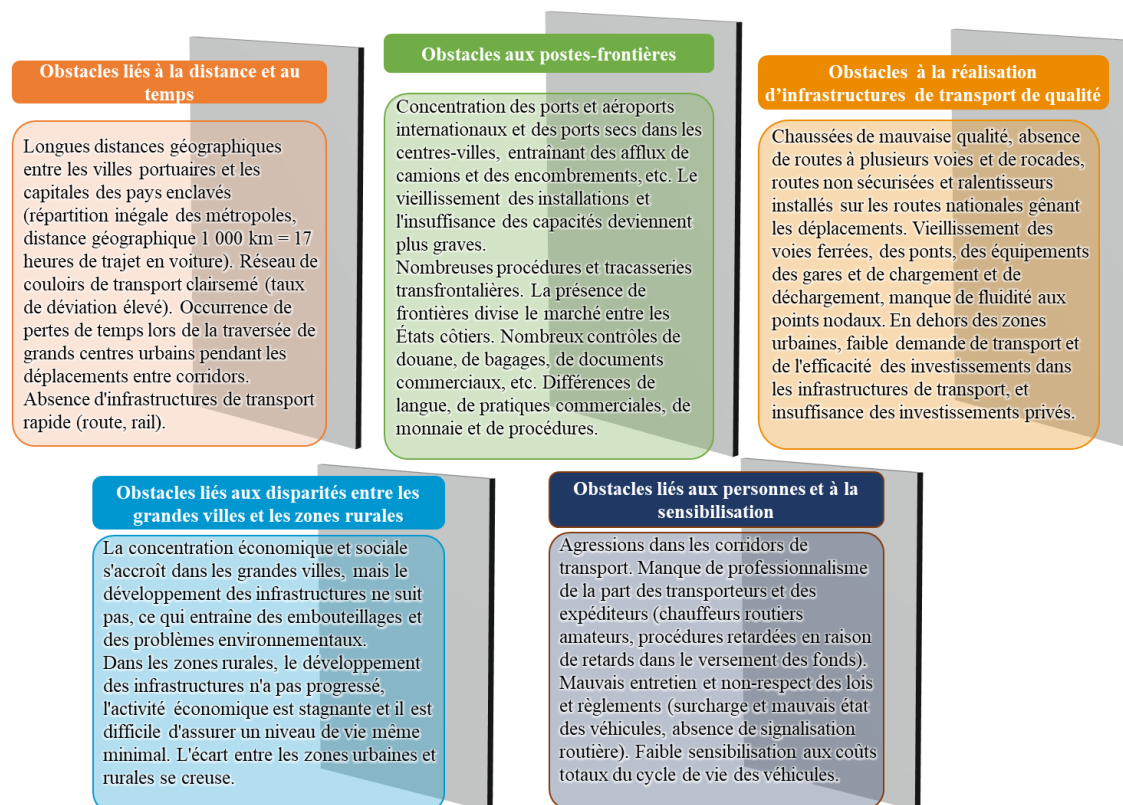 Obstacles liés à la distance et au
temps
Longues distances géographiques
entre les villes portuaires et les
capitales des pays enclavés
(répartition inégale des métropoles,
distance géographique 1 000 km = 17
heures de trajet en voiture). Réseau de
couloirs de transport clairsemé (taux
de déviation élevé). Occurrence de
pertes de temps lors de la traversée de
grands centres urbains pendant les
déplacements entre corridors.
Absence d'infrastructures de transport
rapide (route, rail).
Obstacles aux postes-frontières
Concentration des ports et aéroports
internationaux et des ports secs dans les
centres-villes, entraînant des afflux de
camions et des encombrements, etc. Le
vieillissement des installations et
l'insuffisance des capacités deviennent
plus graves.
Nombreuses procédures et tracasseries
transfrontalières. La présence de
frontières divise le marché entre les
États côtiers. Nombreux contrôles de
douane, de bagages, de documents
commerciaux, etc. Différences de
langue, de pratiques commerciales, de
monnaie et de procédures.
Obstacles à la réalisation
d'infrastructures de transport de qualité
Chaussées de mauvaise qualité, absence
de routes à plusieurs voies et de rocades,
routes non sécurisées et ralentisseurs
installés sur les routes nationales gênant
les déplacements. Vieillissement des
voies ferrées, des ponts, des équipements
des gares et de chargement et de
déchargement, manque de fluidité aux
points nodaux. En dehors des zones
urbaines, faible demande de transport et
de l'efficacité des investissements dans
les infrastructures de transport, et
insuffisance des investissements privés.
Obstacles liés aux disparités entre les
grandes villes et les zones rurales
La concentration économique et sociale
s'accroît dans les grandes villes, mais le
développement des infrastructures ne suit
pas, ce qui entraîne des embouteillages et
des problèmes environnementaux.
Dans les zones rurales, le développement
des infrastructures n'a pas progressé,
l'activité économique est stagnante et il est
difficile d'assurer un niveau de vie même
minimal. L'écart entre les zones urbaines et
rurales se creuse.
Obstacles liés aux personnes et à la
sensibilisation
Agressions dans les corridors de
transport. Manque de professionnalisme
de la part des transporteurs et des
expéditeurs (chauffeurs routiers
amateurs, procédures retardées en raison
de retards dans le versement des fonds).
Mauvais entretien et non-respect des lois
et règlements (surcharge et mauvais état
des véhicules, absence de signalisation
routière). Faible sensibilisation aux coûts
totaux du cycle de vie des véhicules.